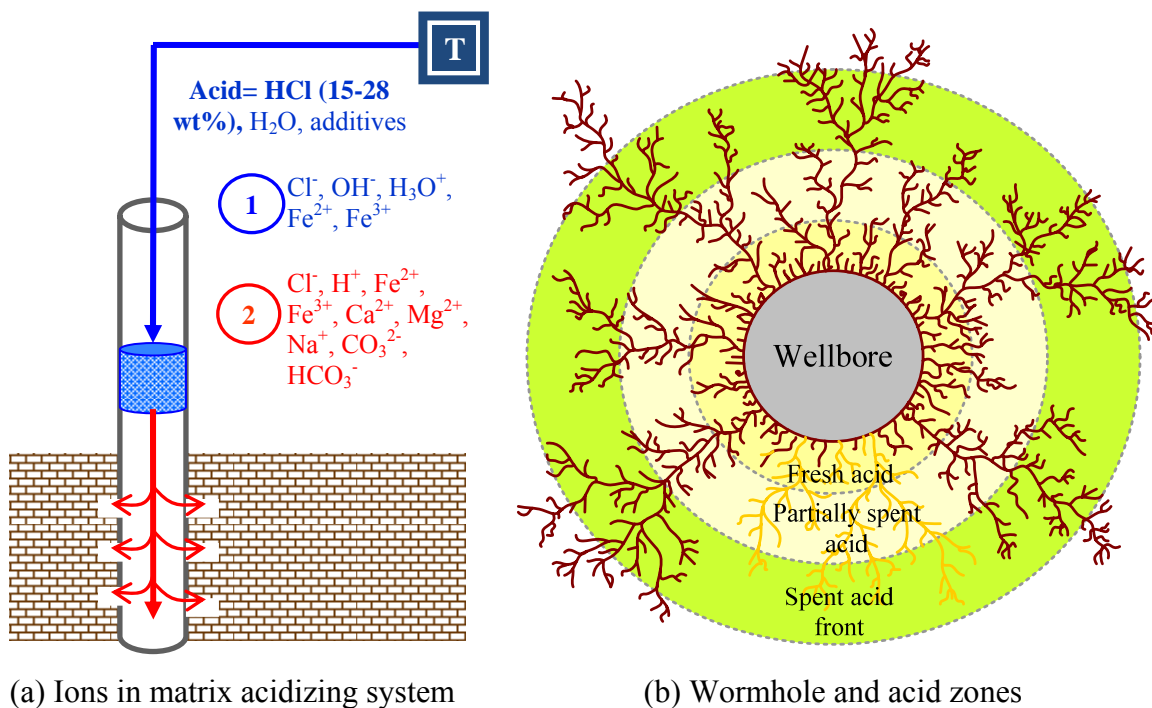 T
Acid= HCl (15-28
wt%), H₂O, additives
1
Cl⁻, OH⁻, H₃O⁺,
Fe²⁺, Fe³⁺
2
Cl⁻, H⁺, Fe²⁺,
Fe³⁺, Ca²⁺, Mg²⁺,
Na⁺, CO₃²⁻,
HCO₃⁻
(a) Ions in matrix acidizing system
Wellbore
Fresh acid
Partially spent
acid
Spent acid
front
(b) Wormhole and acid zones